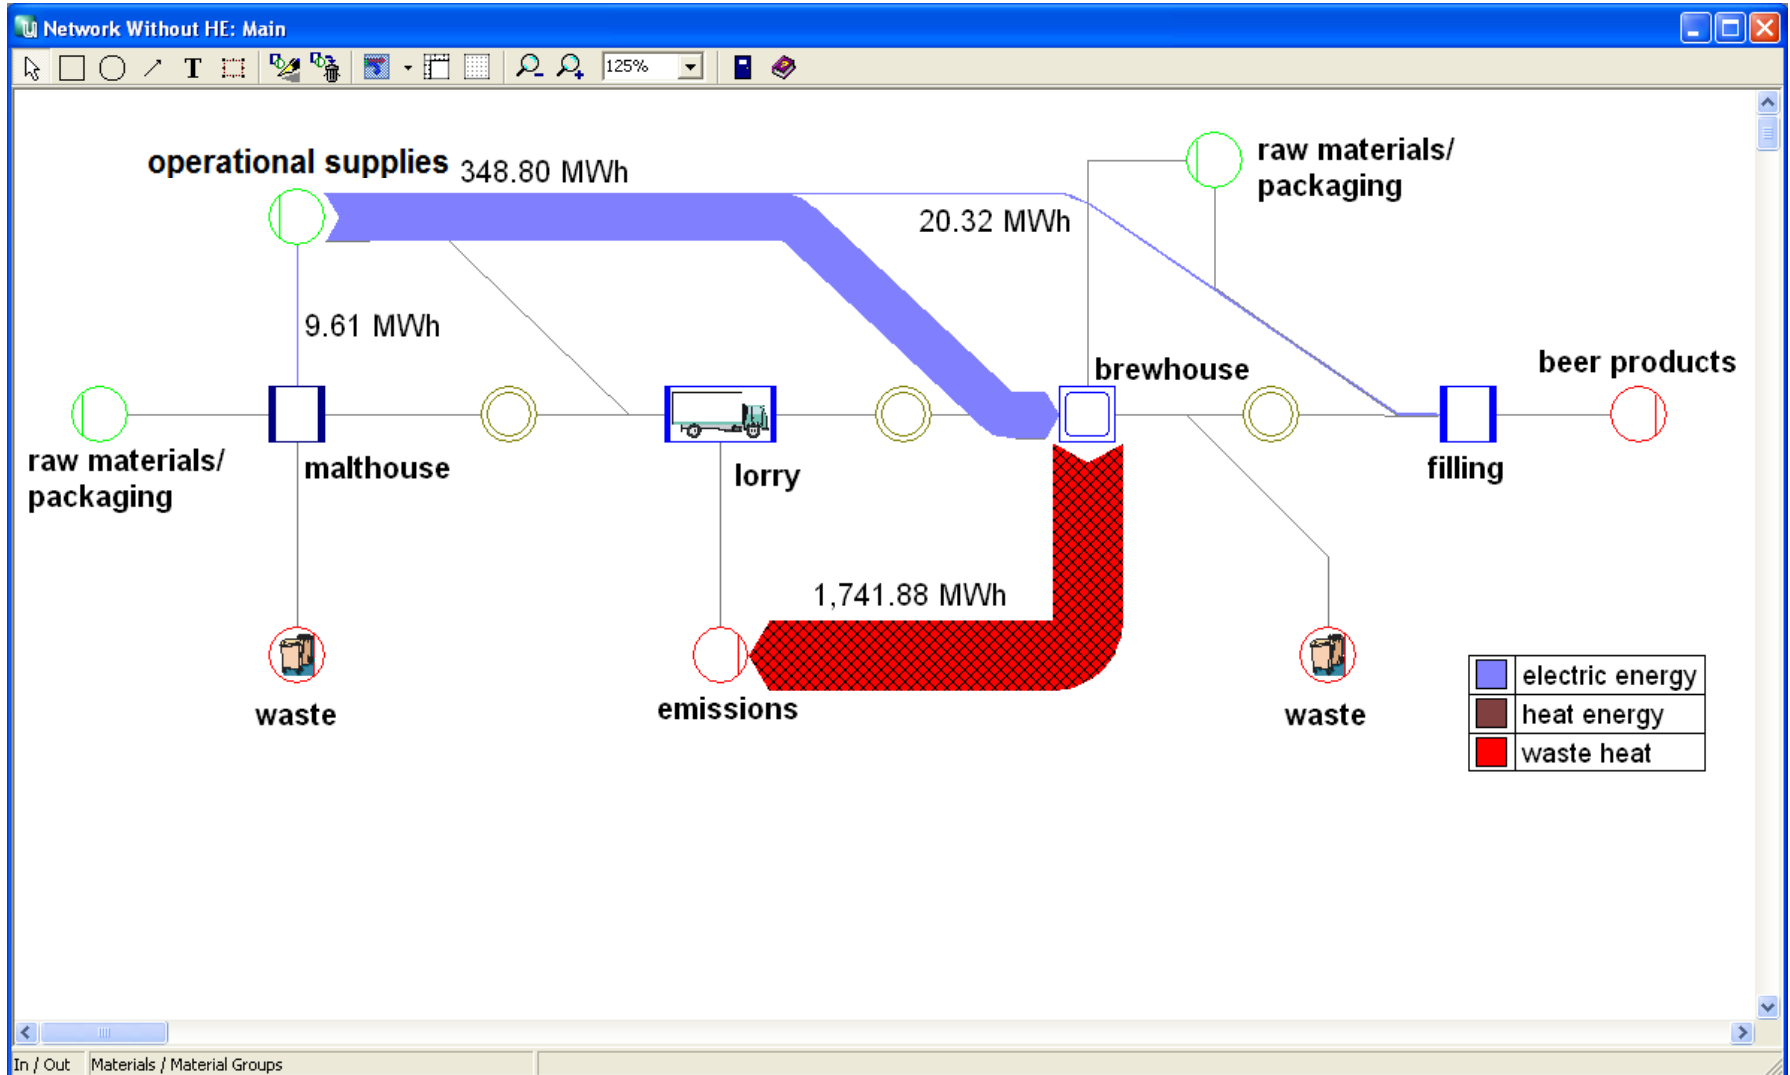 Network Without HE: Main
T
125%
operational supplies
348.80 MWh
raw materials/
packaging
20.32 MWh
9.61 MWh
brewhouse
beer products
raw materials/
packaging
malthouse
lorry
filling
1,741.88 MWh
waste
emissions
waste
electric energy
heat energy
waste heat
In / Out
Materials / Material Groups